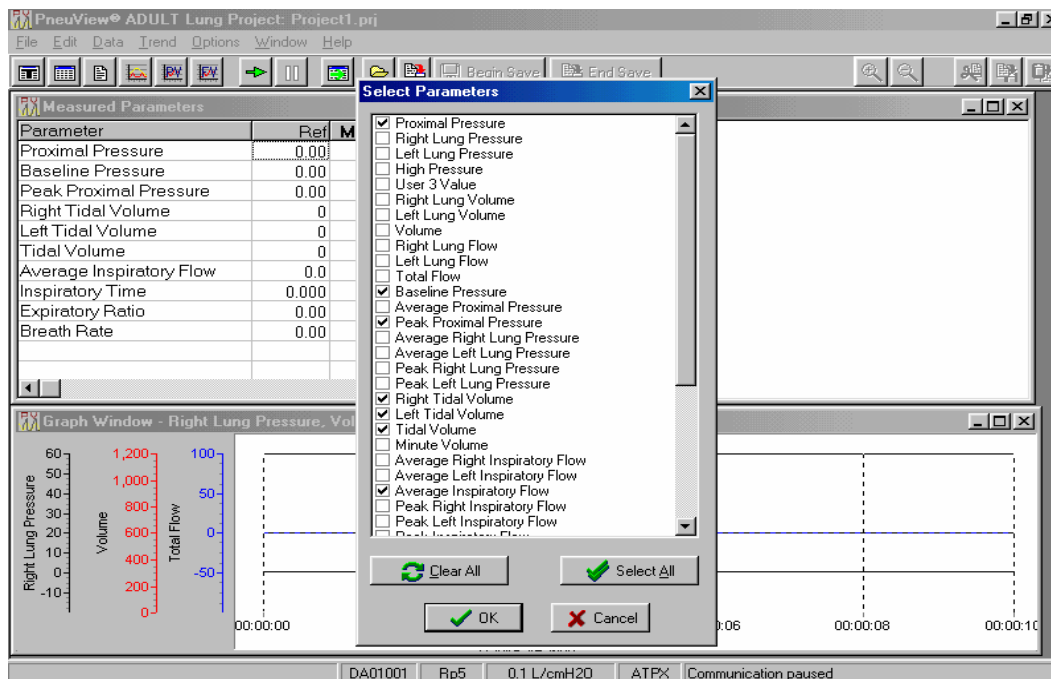 PneuView® ADULT Lung Project: Project1.prj
File Edit Data Trend Options Window Help
Begin Save End Save
Measured Parameters
Parameter Ref M
Proximal Pressure 0.00
Baseline Pressure 0.00
Peak Proximal Pressure 0.00
Right Tidal Volume 0
Left Tidal Volume 0
Tidal Volume 0
Average Inspiratory Flow 0.0
Inspiratory Time 0.000
Expiratory Ratio 0.00
Breath Rate 0.00
Select Parameters
Proximal Pressure
Right Lung Pressure
Left Lung Pressure
High Pressure
User 3 Value
Right Lung Volume
Left Lung Volume
Volume
Right Lung Flow
Left Lung Flow
Total Flow
Baseline Pressure
Average Proximal Pressure
Peak Proximal Pressure
Average Right Lung Pressure
Average Left Lung Pressure
Peak Right Lung Pressure
Peak Left Lung Pressure
Right Tidal Volume
Left Tidal Volume
Tidal Volume
Minute Volume
Average Right Inspiratory Flow
Average Left Inspiratory Flow
Average Inspiratory Flow
Peak Right Inspiratory Flow
Peak Left Inspiratory Flow
Peak Inspiratory Flow
Clear All Select All
OK Cancel
Graph Window - Right Lung Pressure, Vol
Right Lung Pressure
60
50
40
30
20
10
0
-10
Volume
1,200
1,000
800
600
400
200
0
Total Flow
100
50
0
-50
00:00:00 0:06 00:00:08 00:00:10
DA01001 Rp5 0.1 L/cmH2O ATPX Communication paused